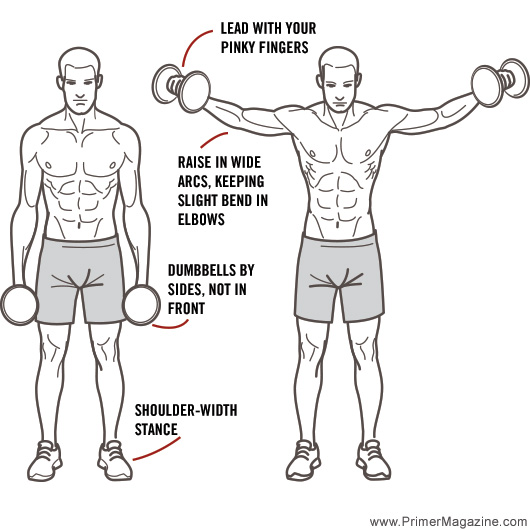 LEAD WITH YOUR
PINKY FINGERS
RAISE IN WIDE
ARCS, KEEPING
SLIGHT BEND IN
ELBOWS
DUMBBELLS BY
SIDES, NOT IN
FRONT
SHOULDER-WIDTH
STANCE
www.PrimerMagazine.com